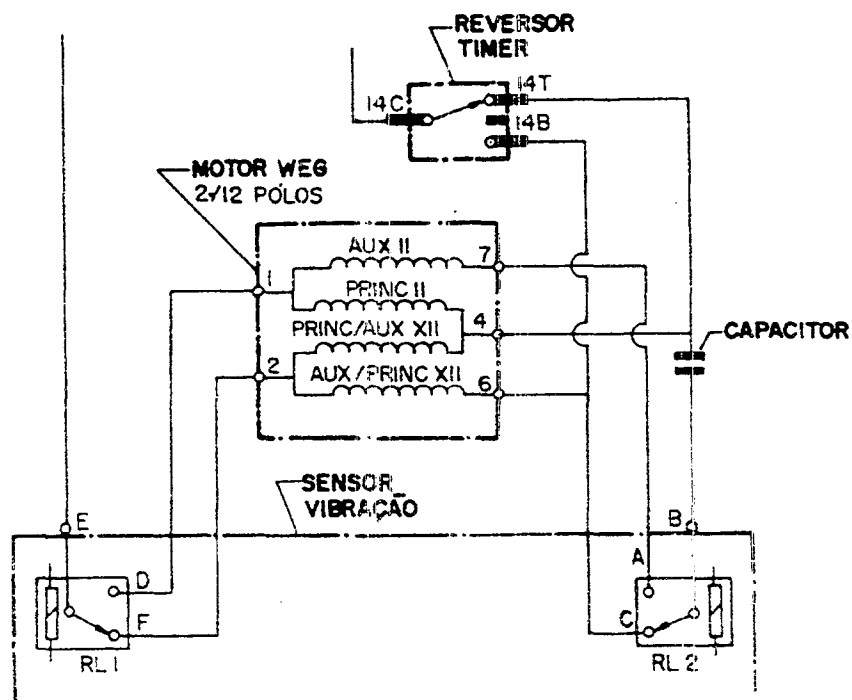 REVERSOR
TIMER
14T
14C
14B
MOTOR WEG
2/12 PÓLOS
AUX II
7
1
PRINC II
PRINC/AUX XII
4
CAPACITOR
2
AUX/PRINC XII
6
SENSOR
VIBRAÇÃO
E
B
D
A
F
C
RL 1
RL 2